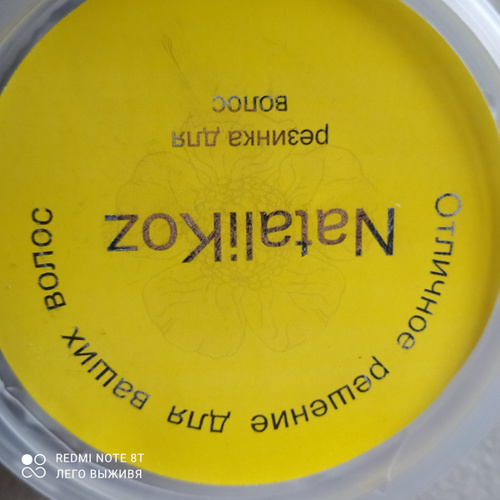 Отличное решение для ваших волос
NataliKoz
резинка для
волос
REDMI NOTE 8T
ЛЕГО ВЫЖИВЯ